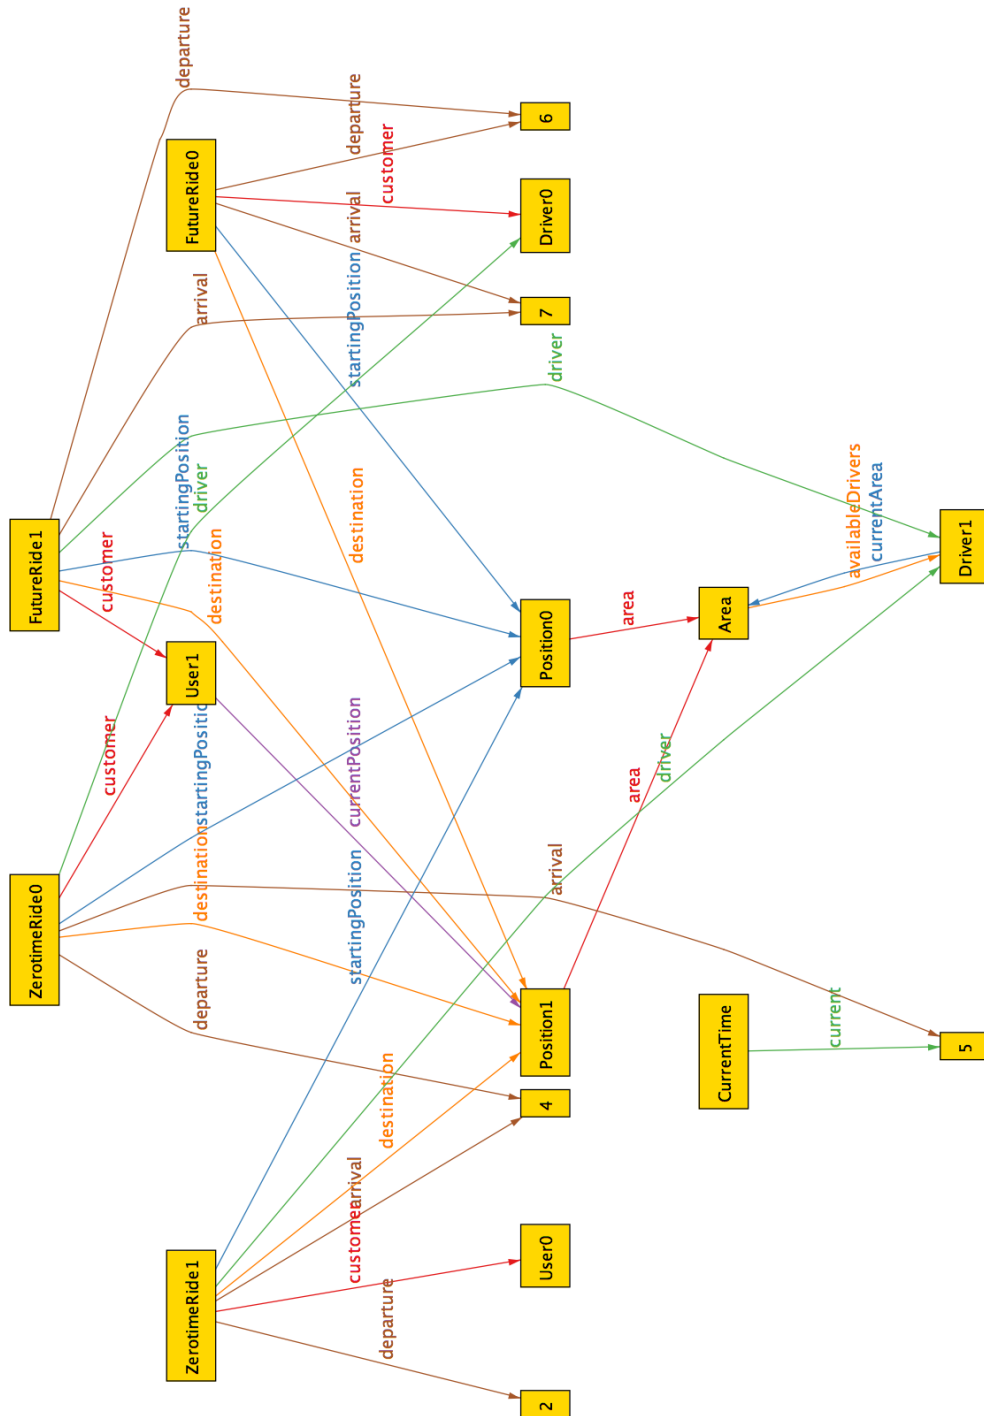 FutureRide1
ZerotimeRide0
departure
customer
customer
FutureRide0
User1
ZerotimeRide1
arrival
startingPosition
driver
destination
startingPositio
destination
departure
departure
customer
arrival
startingPosition
destination
currentPosition
startingPosition
destination
arrival
customer
departure
6
Driver0
7
Position0
Position1
4
User0
2
driver
arrival
area
area
driver
Area
CurrentTime
availableDrivers
currentArea
current
Driver1
5